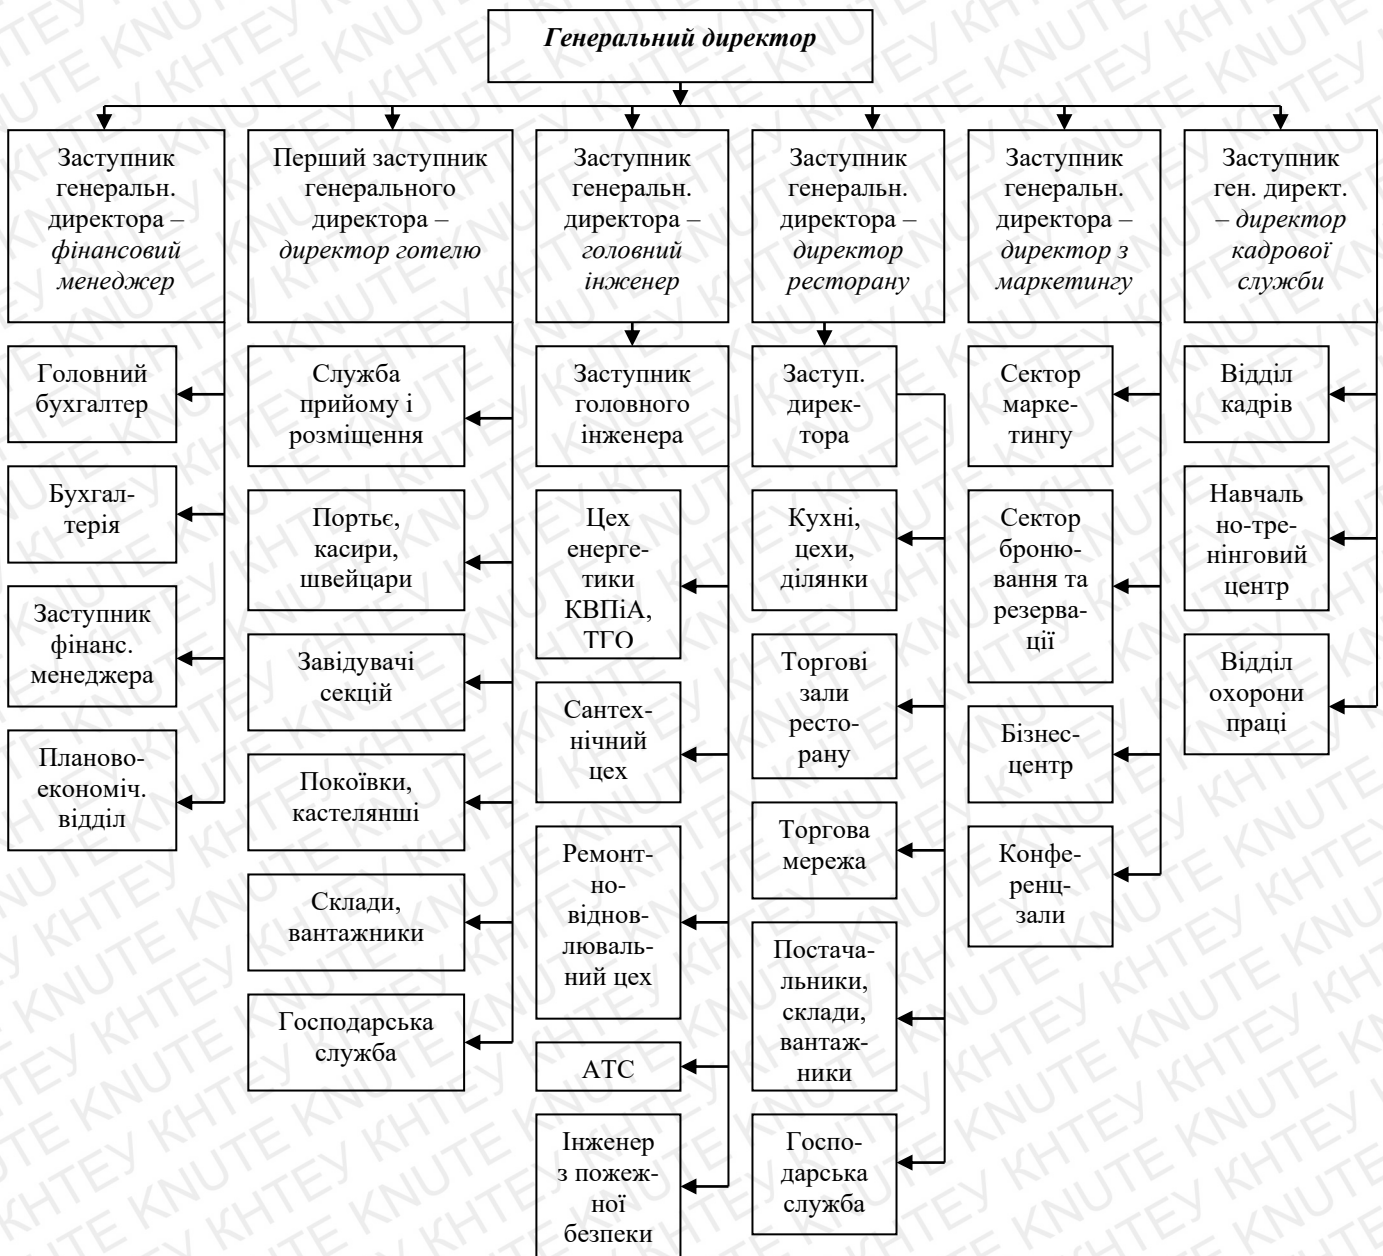 Генеральний директор
Заступник
генеральн.
директора –
фінансовий
менеджер
Перший заступник
генерального
директора –
директор готелю
Заступник
генеральн.
директора –
головний
інженер
Заступник
генеральн.
директора –
директор
ресторану
Заступник
генеральн.
директора –
директор з
маркетингу
Заступник
ген. директ.
– директор
кадрової
служби
Головний
бухгалтер
Бухгал-
терія
Заступник
фінанс.
менеджера
Планово-
економіч.
відділ
Служба
прийому і
розміщення
Портьє,
касири,
швейцари
Завідувачі
секцій
Покоївки,
кастелянші
Склади,
вантажники
Господарська
служба
Заступник
головного
інженера
Цех
енерге-
тики
КВПіА,
ТГО
Сантех-
нічний
цех
Ремонт-
но-
віднов-
люваль-
ний цех
АТС
Інженер
з пожеж-
ної
безпеки
Заступ.
дирек-
тора
Кухні,
цехи,
ділянки
Торгові
зали
ресто-
рану
Торгова
мережа
Постача-
льники,
склади,
вантаж-
ники
Госпо-
дарська
служба
Сектор
марке-
тингу
Сектор
броню-
вання та
резерва-
ції
Бізнес-
центр
Конфе-
ренц-
зали
Відділ
кадрів
Навчаль
но-тре-
нінговий
центр
Відділ
охорони
праці